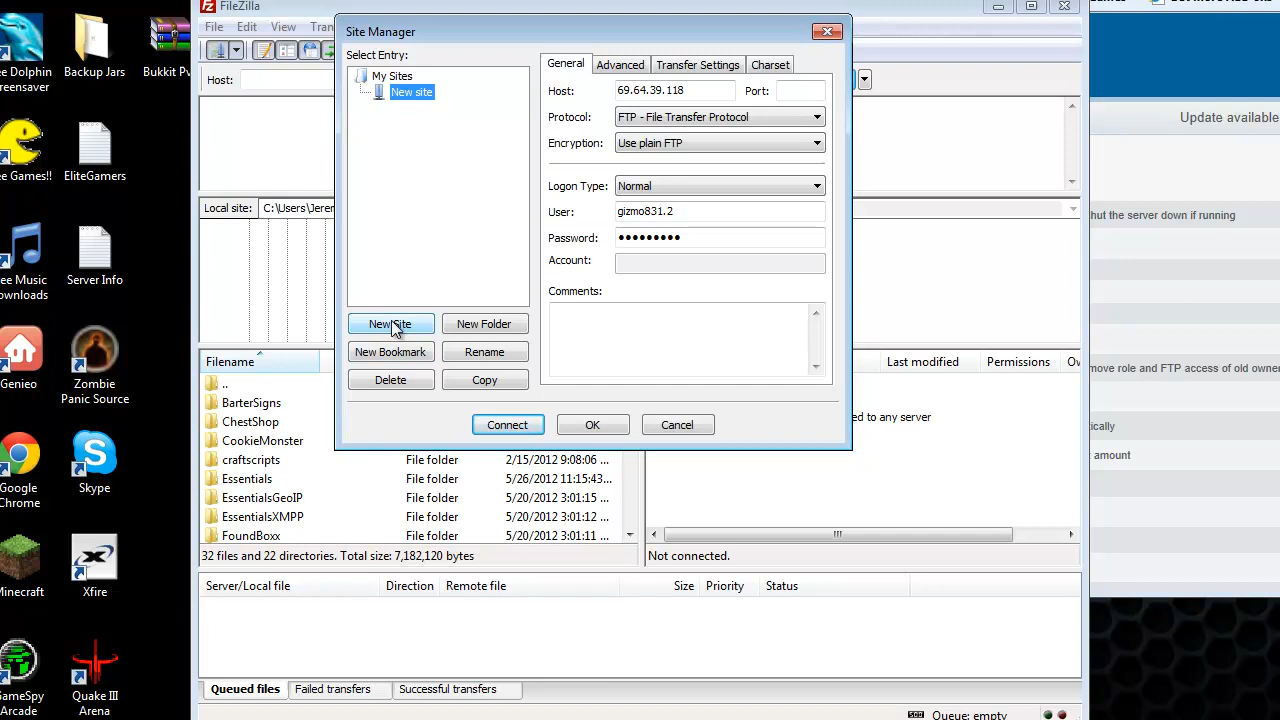 FileZilla
File Edit View Tran
Host:
Local site: C:\Users\Jeren
Filename
..
BarterSigns
ChestShop
CookieMonster
craftscripts File folder 2/15/2012 9:08:06 ...
Essentials File folder 5/26/2012 11:15:43...
EssentialsGeoIP File folder 5/20/2012 3:01:15 ...
EssentialsXMPP File folder 5/20/2012 3:01:12 ...
FoundBoxx File folder 5/20/2012 3:01:11 ...
32 files and 22 directories. Total size: 7,182,120 bytes
Last modified Permissions Ov
ed to any server
Not connected.
Server/Local file Direction Remote file Size Priority Status
Queued files Failed transfers Successful transfers
Queue: empty
Site Manager
Select Entry:
My Sites
New site
New Site New Folder
New Bookmark Rename
Delete Copy
General Advanced Transfer Settings Charset
Host: 69.64.39.118 Port:
Protocol: FTP - File Transfer Protocol
Encryption: Use plain FTP
Logon Type: Normal
User: gizmo831.2
Password: •••••••••
Account:
Comments:
Connect OK Cancel
ee Dolphin
creensaver
Backup Jars
Bukkit Pv
ee Games!!
EliteGamers
ee Music
ownloads
Server Info
Genieo
Zombie
Panic Source
Google
Chrome
Skype
Minecraft
Xfire
GameSpy
Arcade
Quake III
Arena
Update available
hut the server down if running
move role and FTP access of old owner
ically
t amount